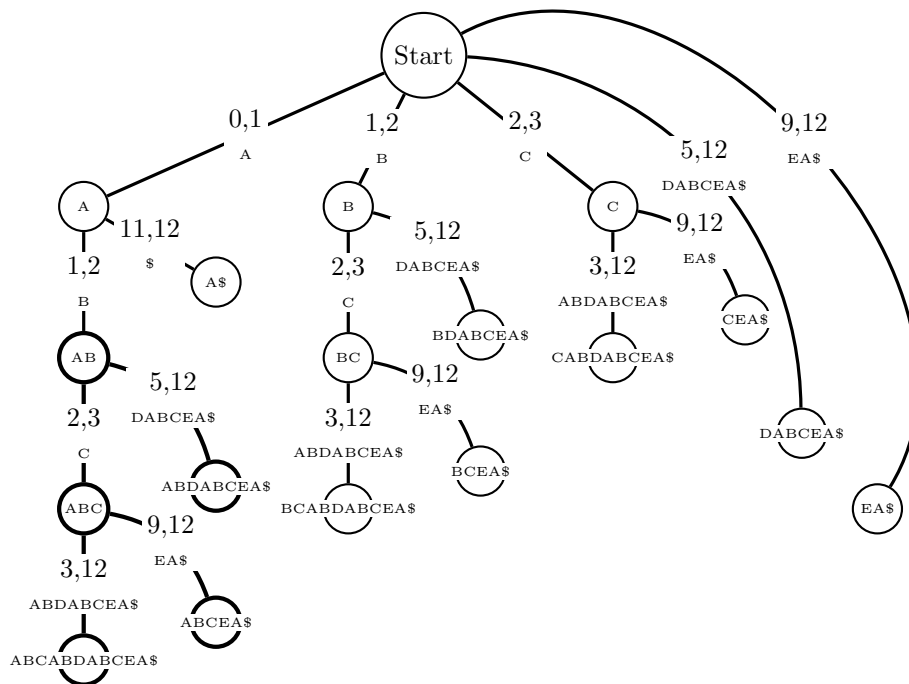 Start
0,1
A
1,2
B
2,3
C
5,12
DABCEA$
9,12
EA$
A
11,12
$
A$
1,2
B
B
5,12
DABCEA$
BDABCEA$
2,3
C
C
9,12
EA$
CEA$
3,12
ABDABCEA$
CABDABCEA$
DABCEA$
EA$
AB
5,12
DABCEA$
ABDABCEA$
2,3
C
BC
9,12
EA$
BCEA$
3,12
ABDABCEA$
BCABDABCEA$
ABC
9,12
EA$
ABCEA$
3,12
ABDABCEA$
ABCABDABCEA$